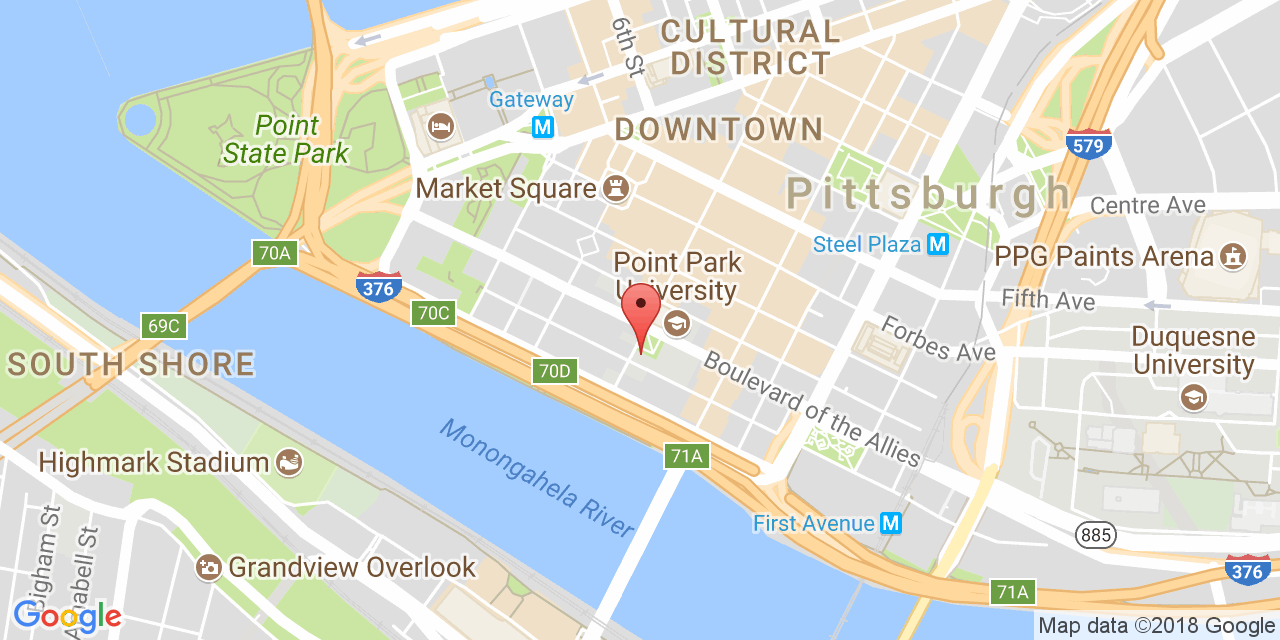 6th St
CULTURAL
DISTRICT
Gateway
M
DOWNTOWN
Point
State Park
579
Market Square
Pittsburgh
Centre Ave
Steel Plaza M
70A
PPG Paints Arena
Point Park
University
376
Fifth Ave
70C
69C
Forbes Ave
Duquesne
University
SOUTH SHORE
70D
Boulevard of the Allies
Monongahela River
71A
Highmark Stadium
First Avenue M
885
Bigham St
Grandview Overlook
376
71A
Google
Map data ©2018 Google